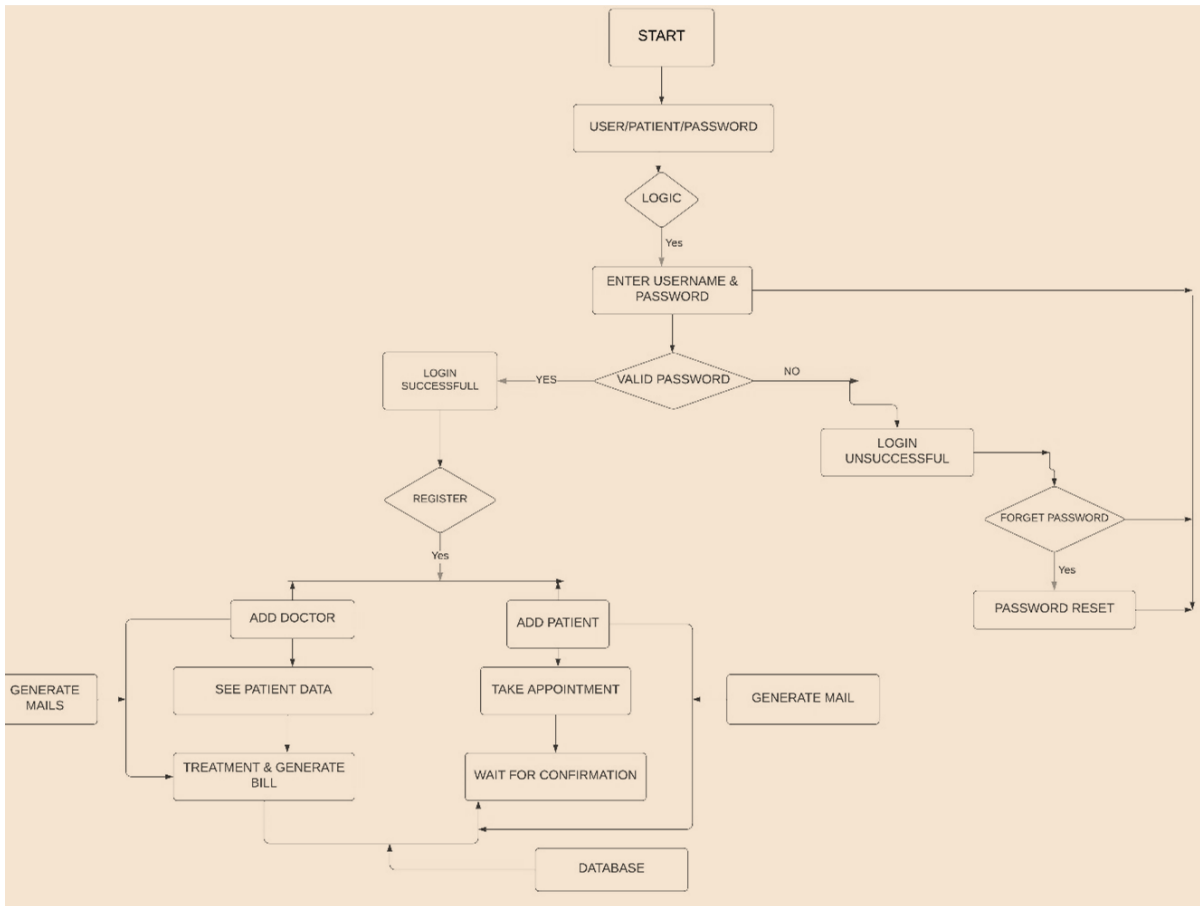 START
USER/PATIENT/PASSWORD
LOGIC
Yes
ENTER USERNAME &
PASSWORD
VALID PASSWORD
YES
NO
LOGIN
SUCCESSFULL
LOGIN
UNSUCCESSFUL
REGISTER
FORGET PASSWORD
Yes
Yes
PASSWORD RESET
ADD DOCTOR
ADD PATIENT
GENERATE
MAILS
SEE PATIENT DATA
TAKE APPOINTMENT
GENERATE MAIL
TREATMENT & GENERATE
BILL
WAIT FOR CONFIRMATION
DATABASE